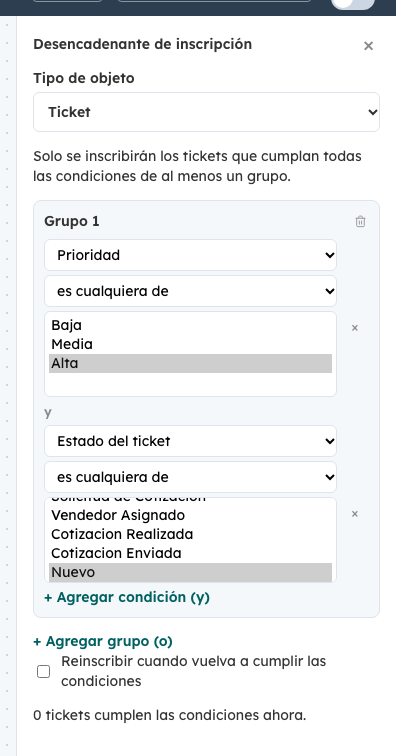 Desencadenante de inscripción ×
Tipo de objeto
Ticket
Solo se inscribirán los tickets que cumplan todas
las condiciones de al menos un grupo.
Grupo 1
Prioridad
es cualquiera de
Baja ×
Media
Alta
y
Estado del ticket
es cualquiera de
Solicitud de Cotización
Vendedor Asignado ×
Cotizacion Realizada
Cotizacion Enviada
Nuevo
+ Agregar condición (y)
+ Agregar grupo (o)
Reinscribir cuando vuelva a cumplir las
condiciones
0 tickets cumplen las condiciones ahora.